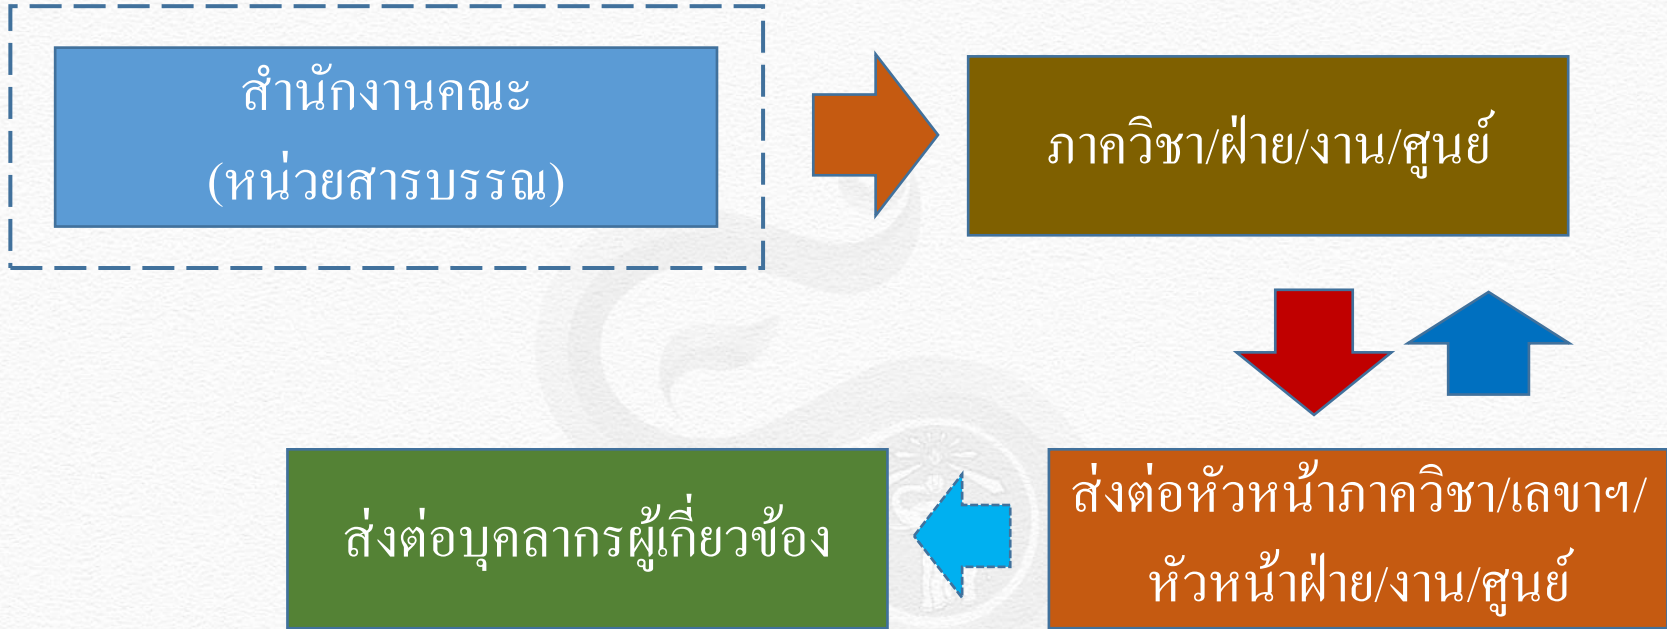 สำนักงานคณะ
(หน่วยสารบรรณ)
ภาควิชา/ฝ่าย/งาน/ศูนย์
ส่งต่อหัวหน้าภาควิชา/เลขาฯ/
หัวหน้าฝ่าย/งาน/ศูนย์
ส่งต่อบุคลากรผู้เกี่ยวข้อง